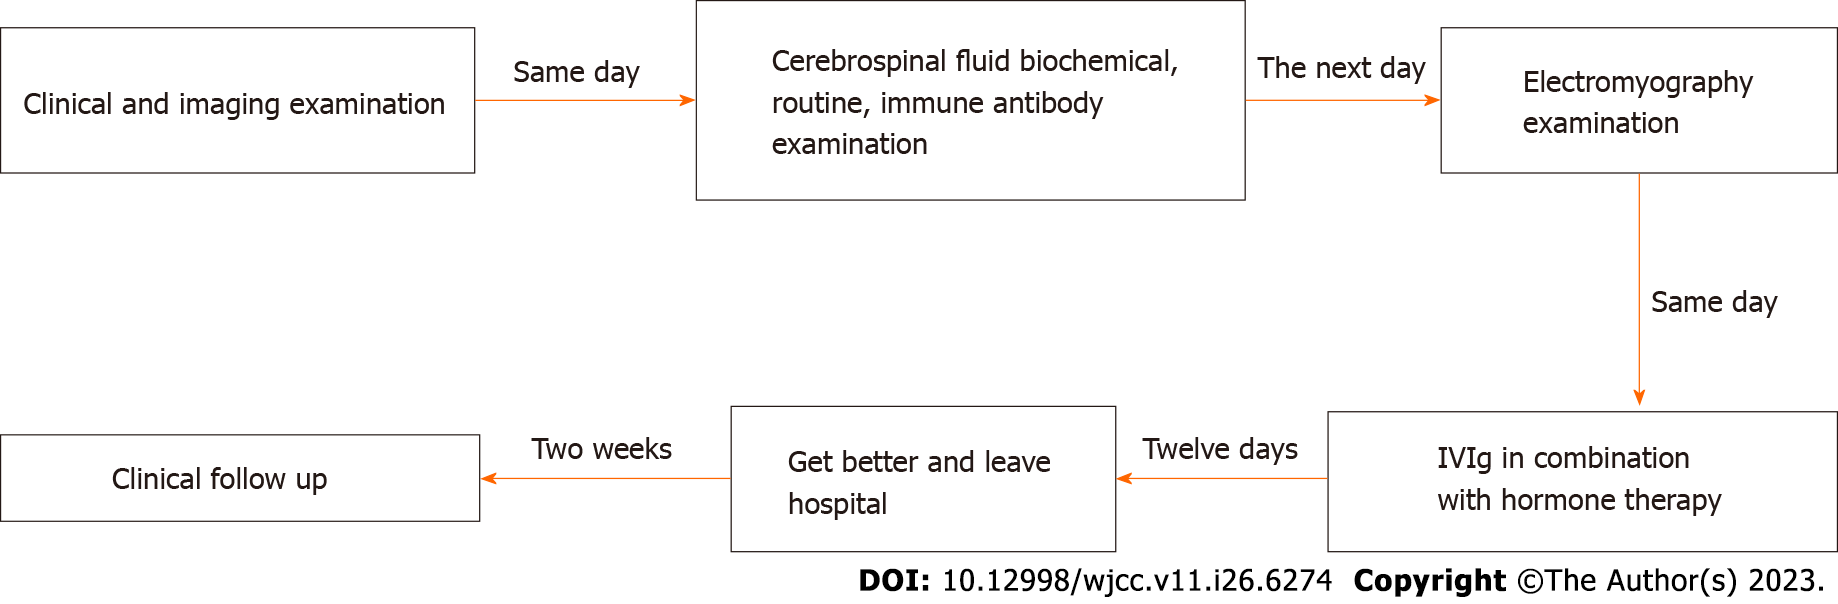 Clinical and imaging examination
Same day
Cerebrospinal fluid biochemical,
routine, immune antibody
examination
The next day
Electromyography
examination
Same day
IVIg in combination
with hormone therapy
Twelve days
Get better and leave
hospital
Two weeks
Clinical follow up
DOI: 10.12998/wjcc.v11.i26.6274 Copyright ©The Author(s) 2023.